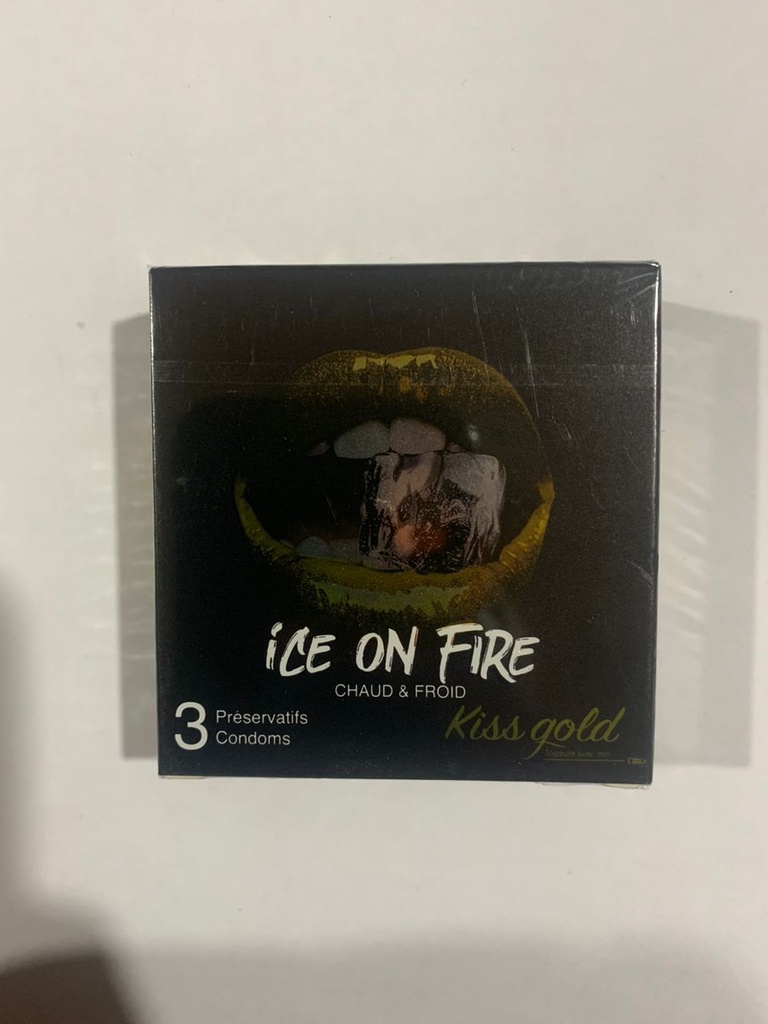 iCE ON FiRE
CHAUD & FROID
3 Préservatifs
Condoms
Kiss gold